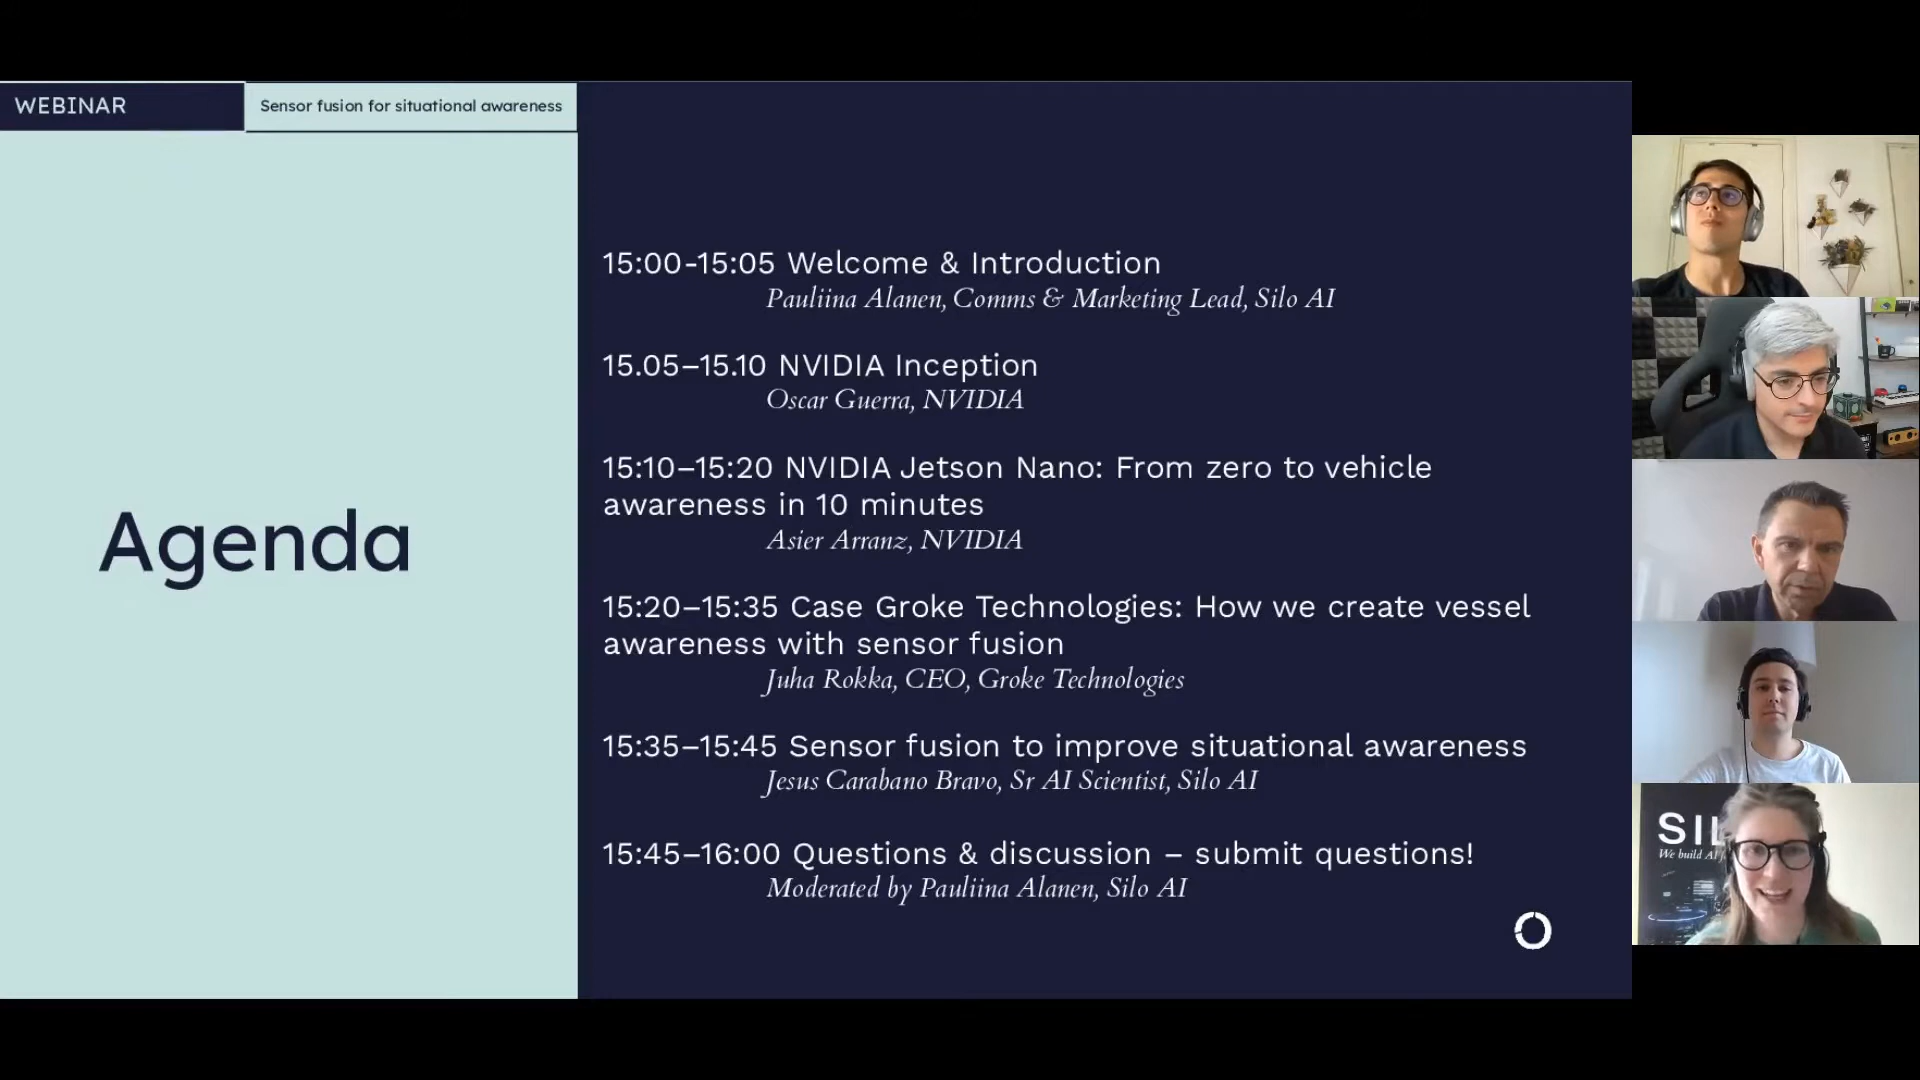 WEBINAR
Sensor fusion for situational awareness
Agenda
15:00-15:05 Welcome & Introduction
Pauliina Alanen, Comms & Marketing Lead, Silo AI
15.05–15.10 NVIDIA Inception
Oscar Guerra, NVIDIA
15:10–15:20 NVIDIA Jetson Nano: From zero to vehicle
awareness in 10 minutes
Asier Arranz, NVIDIA
15:20–15:35 Case Groke Technologies: How we create vessel
awareness with sensor fusion
Juha Rokka, CEO, Groke Technologies
15:35–15:45 Sensor fusion to improve situational awareness
Jesus Carabano Bravo, Sr AI Scientist, Silo AI
15:45–16:00 Questions & discussion – submit questions!
Moderated by Pauliina Alanen, Silo AI
SIL
We build AI